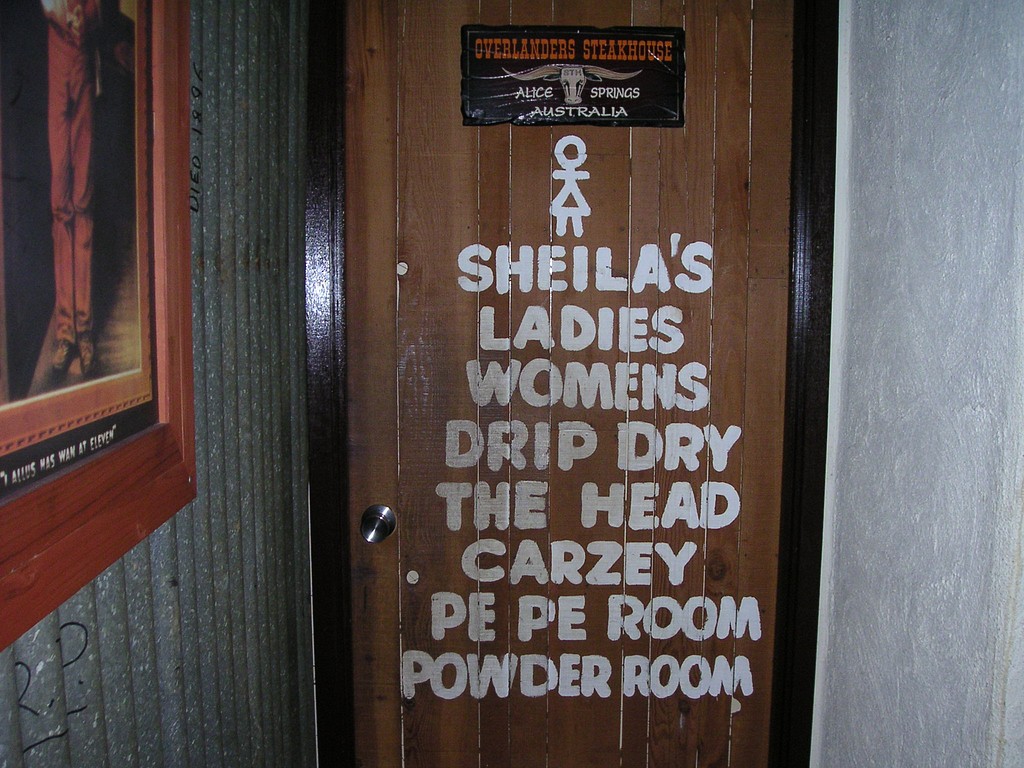 OVERLANDERS STEAKHOUSE
STH
ALICE SPRINGS
AUSTRALIA
SHEILA'S
LADIES
WOMENS
DRIP DRY
THE HEAD
CARZEY
PE PE ROOM
POWDER ROOM
"I ALLUS HAS WAN AT ELEVEN"
DIED